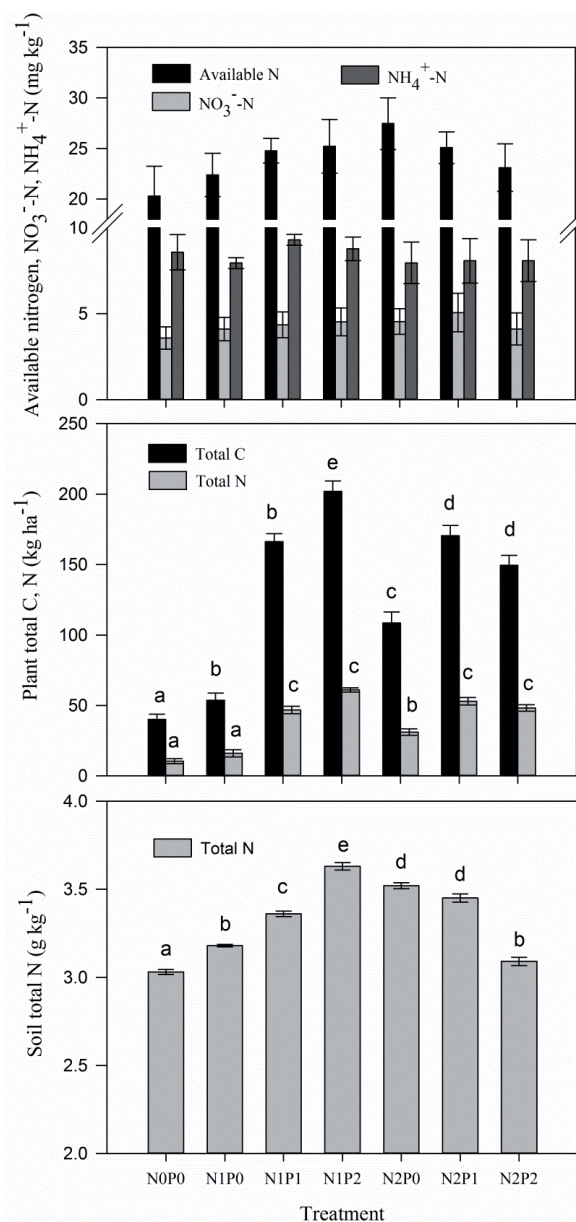 Available nitrogen, NO₃⁻-N, NH₄⁺-N (mg kg⁻¹)
35
30
25
20
10
5
0
Available N
NO₃⁻-N
NH₄⁺-N
Plant total C, N (kg ha⁻¹)
250
200
150
100
50
0
Total C
Total N
a
a
b
a
b
c
e
c
c
b
d
c
d
c
Soil total N (g kg⁻¹)
4.0
3.5
3.0
2.5
2.0
Total N
a
b
c
e
d
d
b
N0P0 N1P0 N1P1 N1P2 N2P0 N2P1 N2P2
Treatment